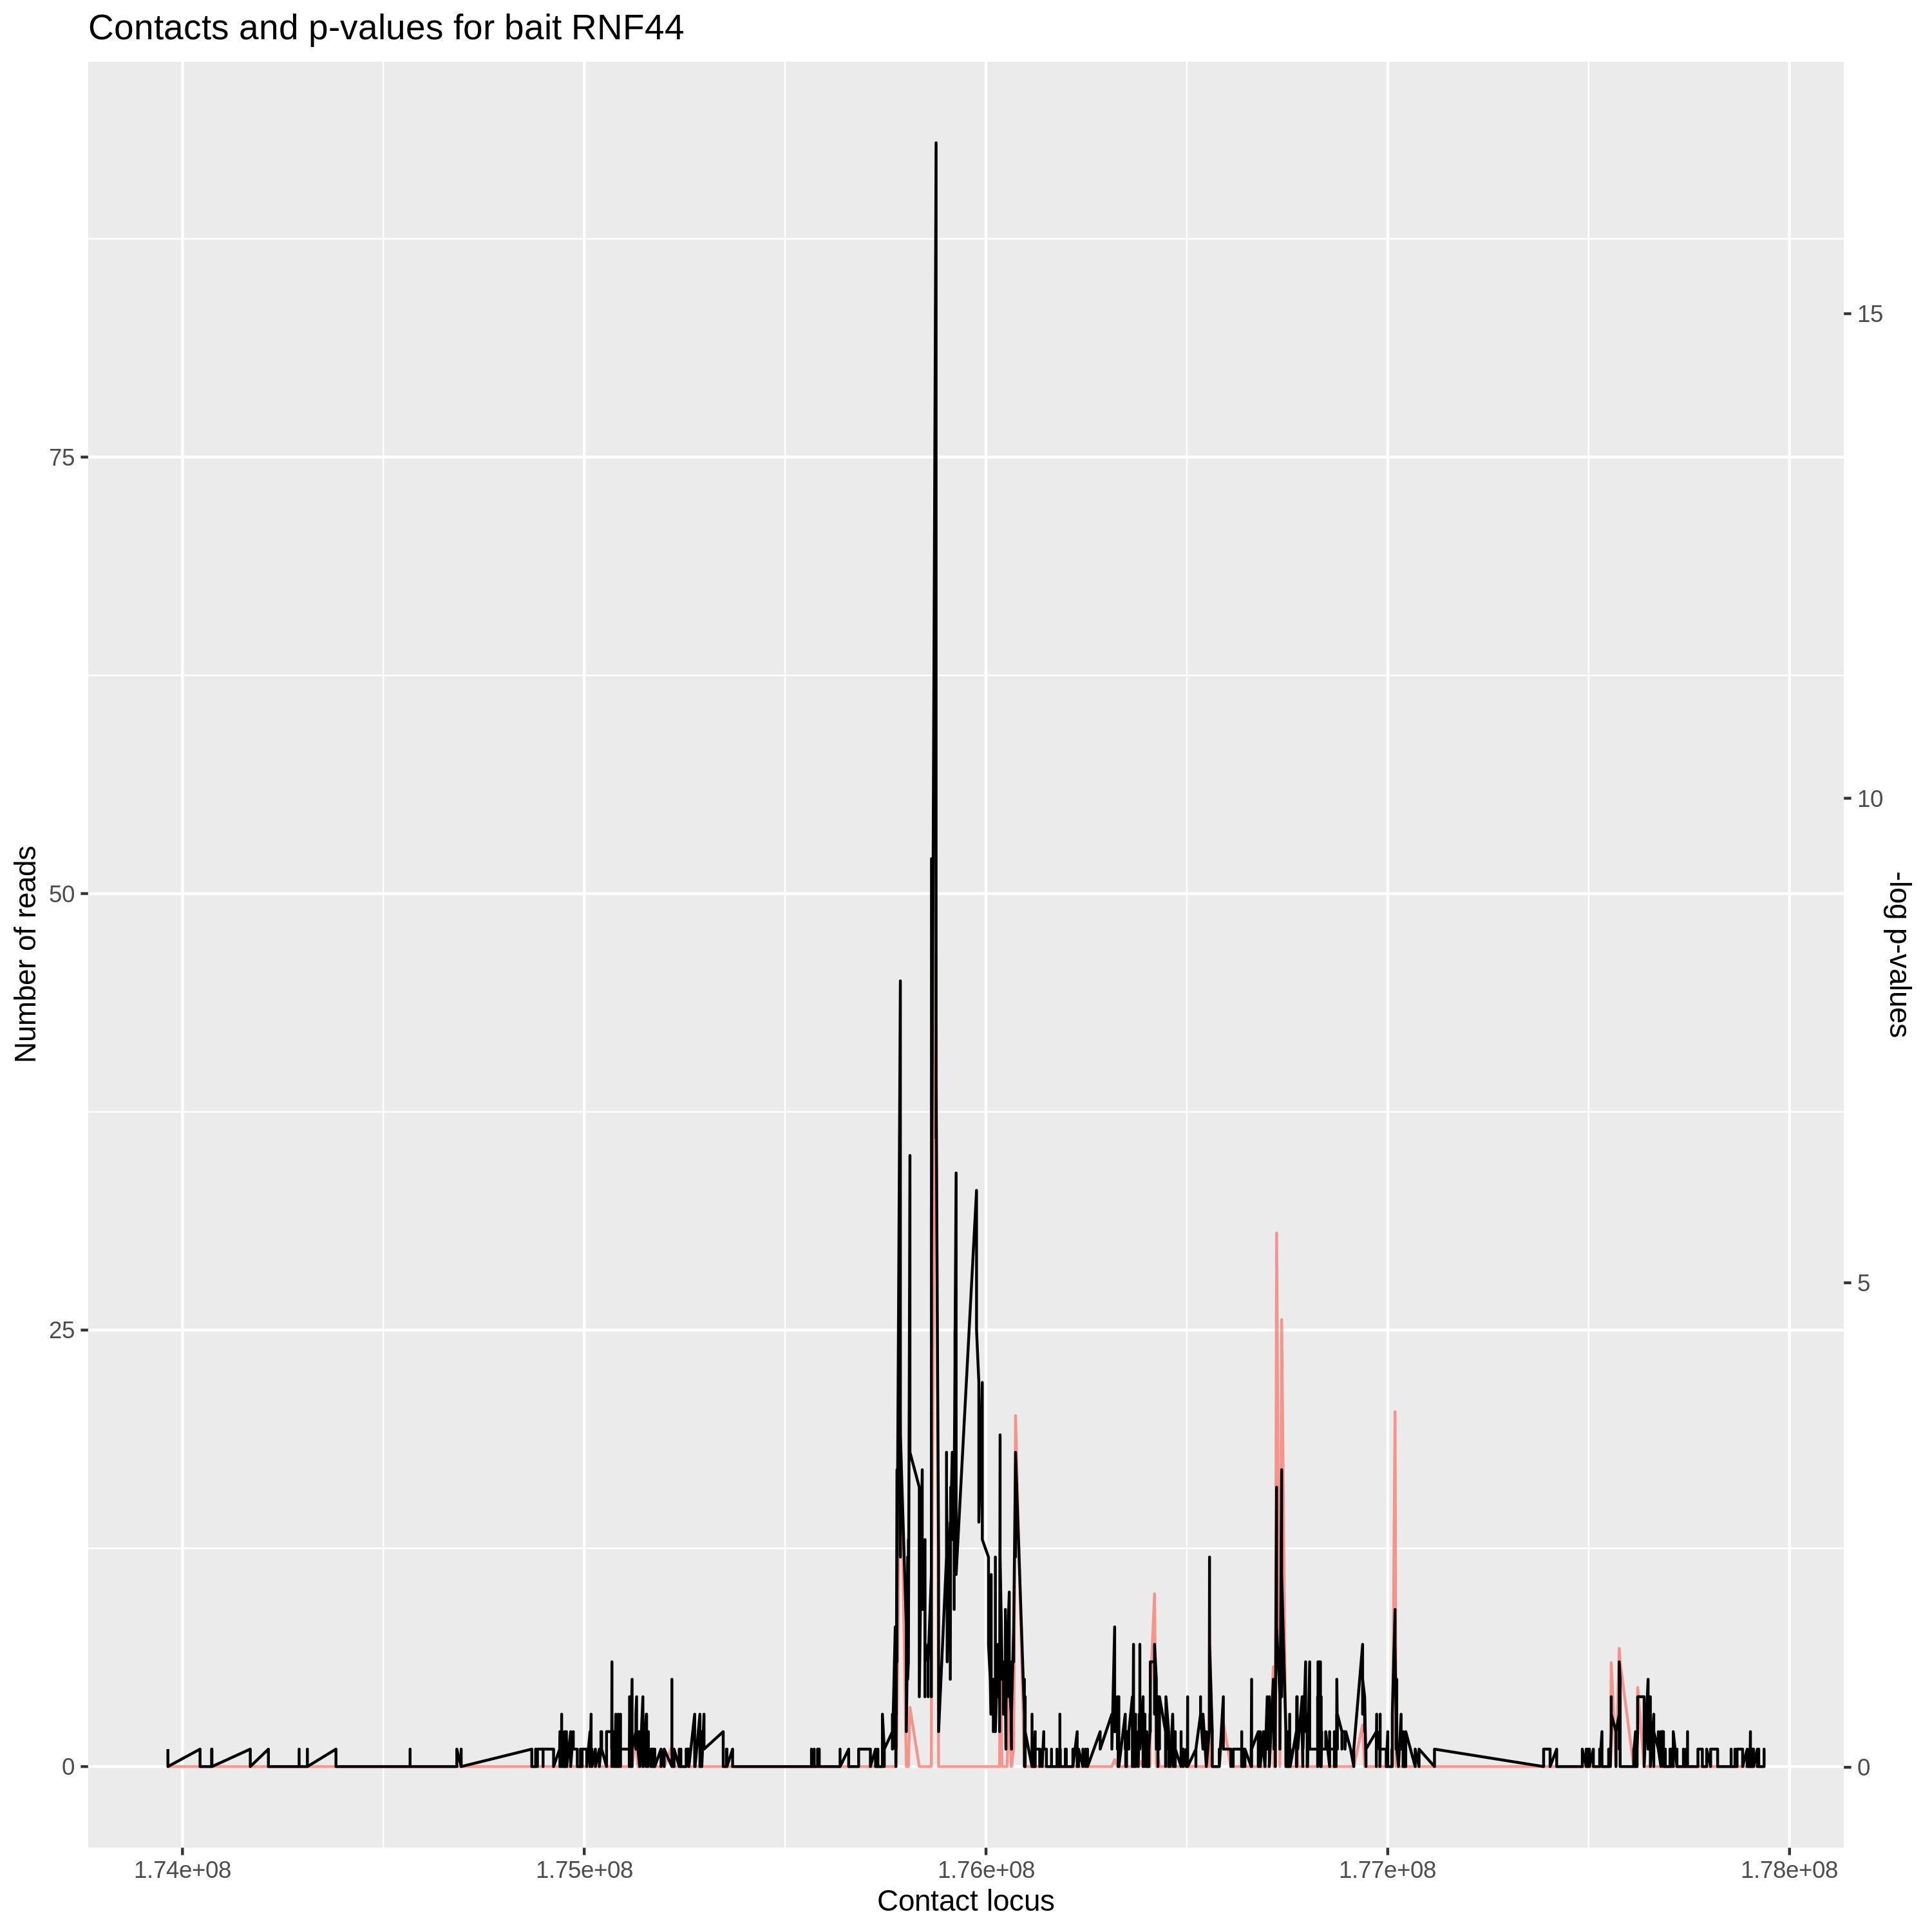 Contacts and p-values for bait RNF44
Number of reads
75
50
25
0
15
10
5
0
-log p-values
1.74e+08
1.75e+08
1.76e+08
1.77e+08
1.78e+08
Contact locus